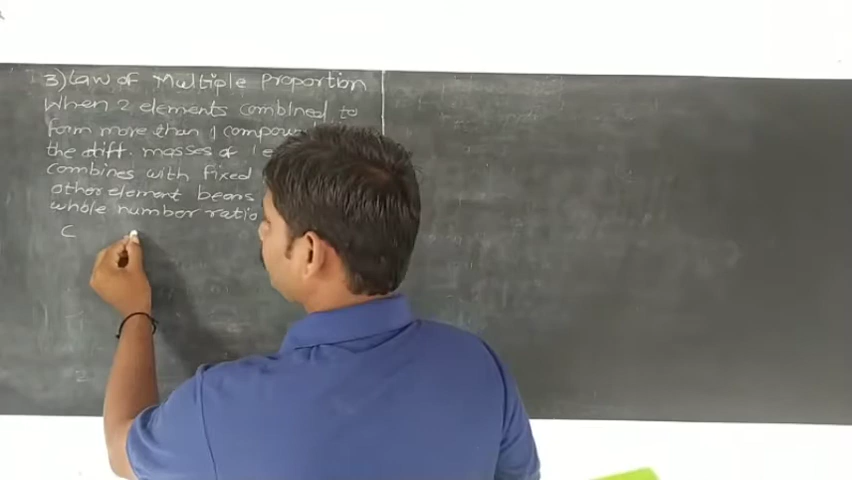 3) Law of Multiple Proportion
When 2 elements combined to
form more than 1 compou
the diff. masses of 1 e
combines with fixed
other element bears
whole number ratio
C